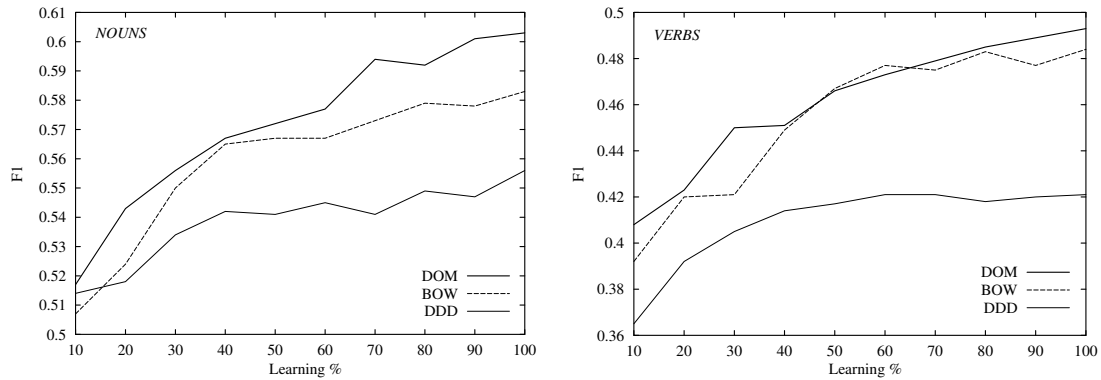 NOUNS
F1
0.61
0.6
0.59
0.58
0.57
0.56
0.55
0.54
0.53
0.52
0.51
0.5
DOM
BOW
DDD
10 20 30 40 50 60 70 80 90 100
Learning %
VERBS
F1
0.5
0.48
0.46
0.44
0.42
0.4
0.38
0.36
DOM
BOW
DDD
10 20 30 40 50 60 70 80 90 100
Learning %